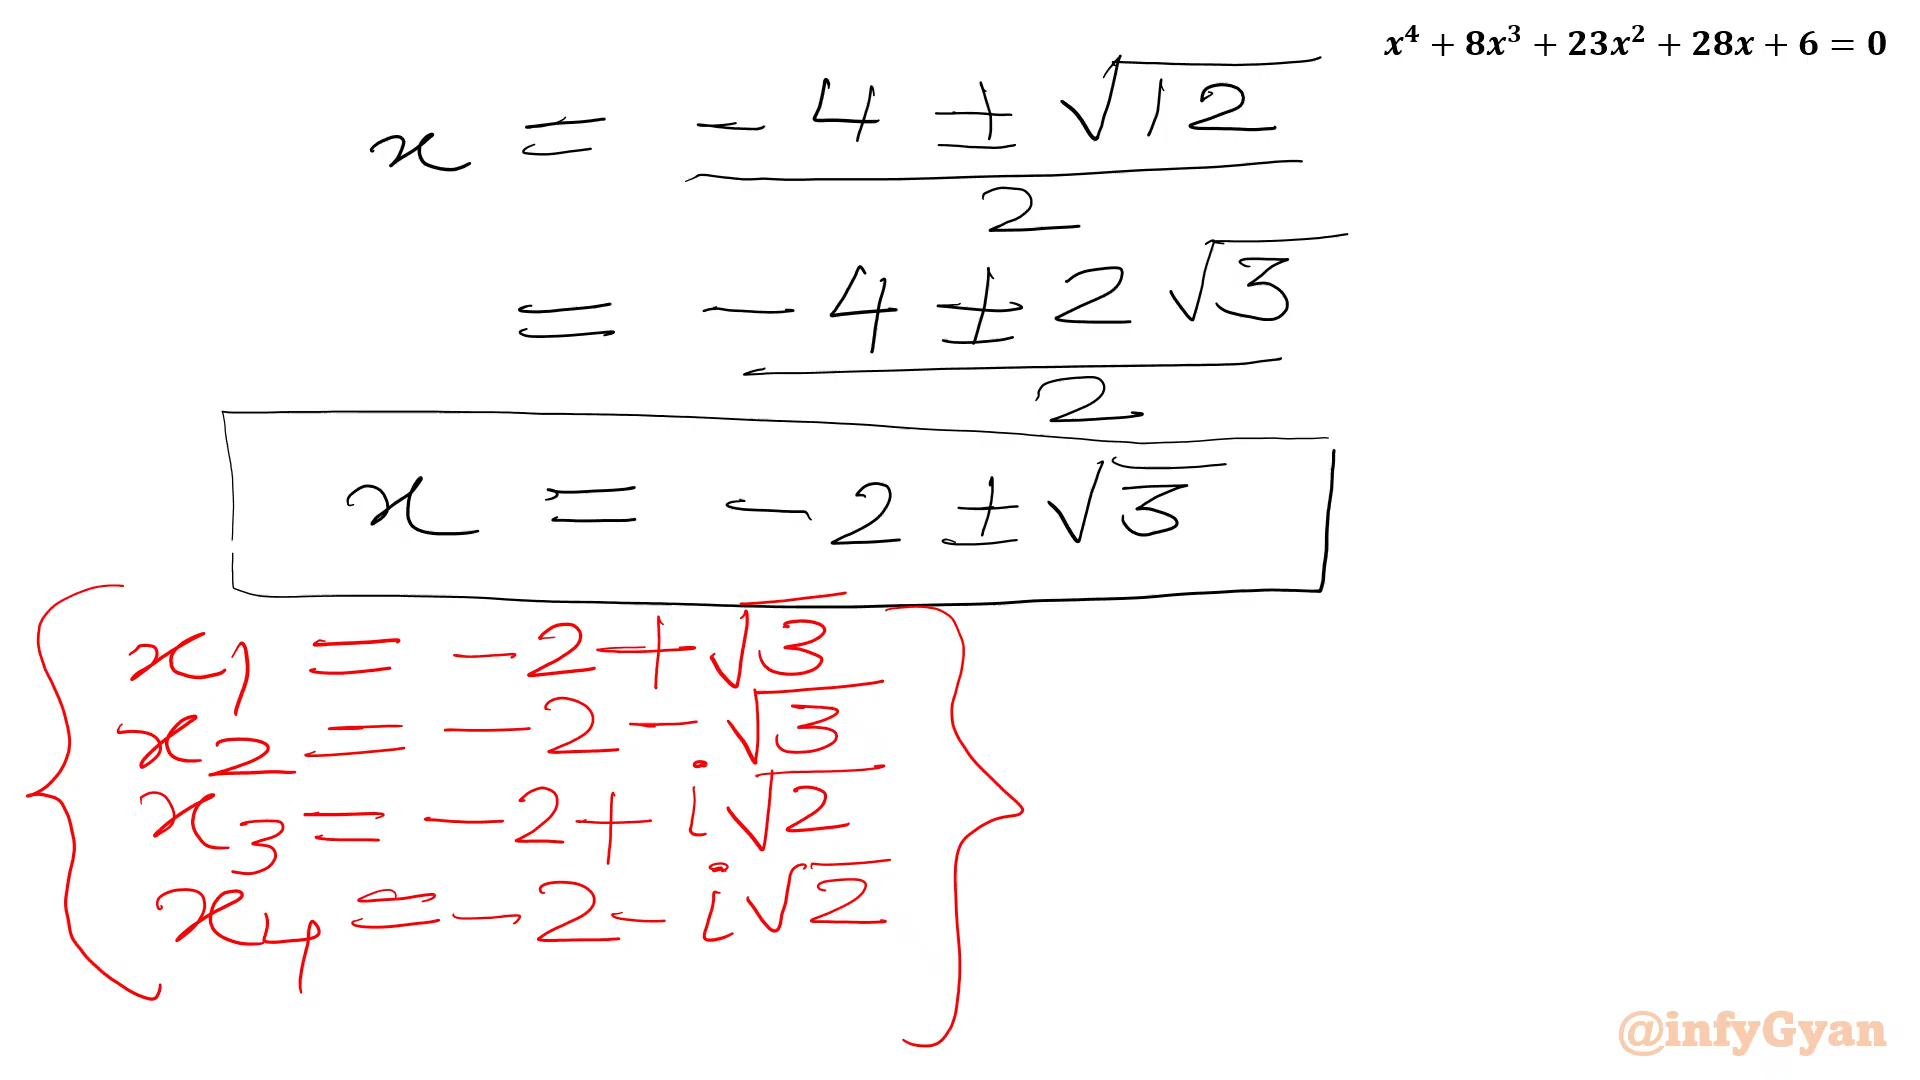 x⁴ + 8x³ + 23x² + 28x + 6 = 0
x = (-4 ± √12)/2
= (-4 ± 2√3)/2
x = -2 ± √3
x₁ = -2 + √3
x₂ = -2 - √3
x₃ = -2 + i√2
x₄ = -2 - i√2
@infyGyan